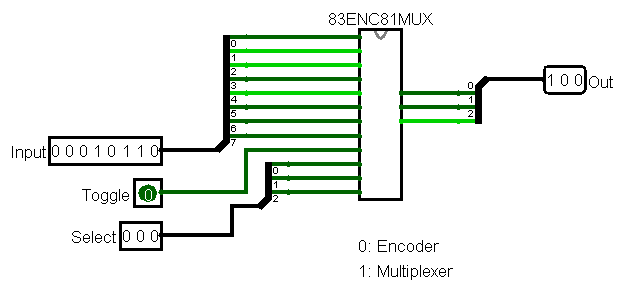 83ENC81MUX
0
1
2
3
4
5
6
7
0
1
2
1 0 0 Out
Input 0 0 0 1 0 1 1 0
Toggle 0
0
1
2
Select 0 0 0
0: Encoder
1: Multiplexer